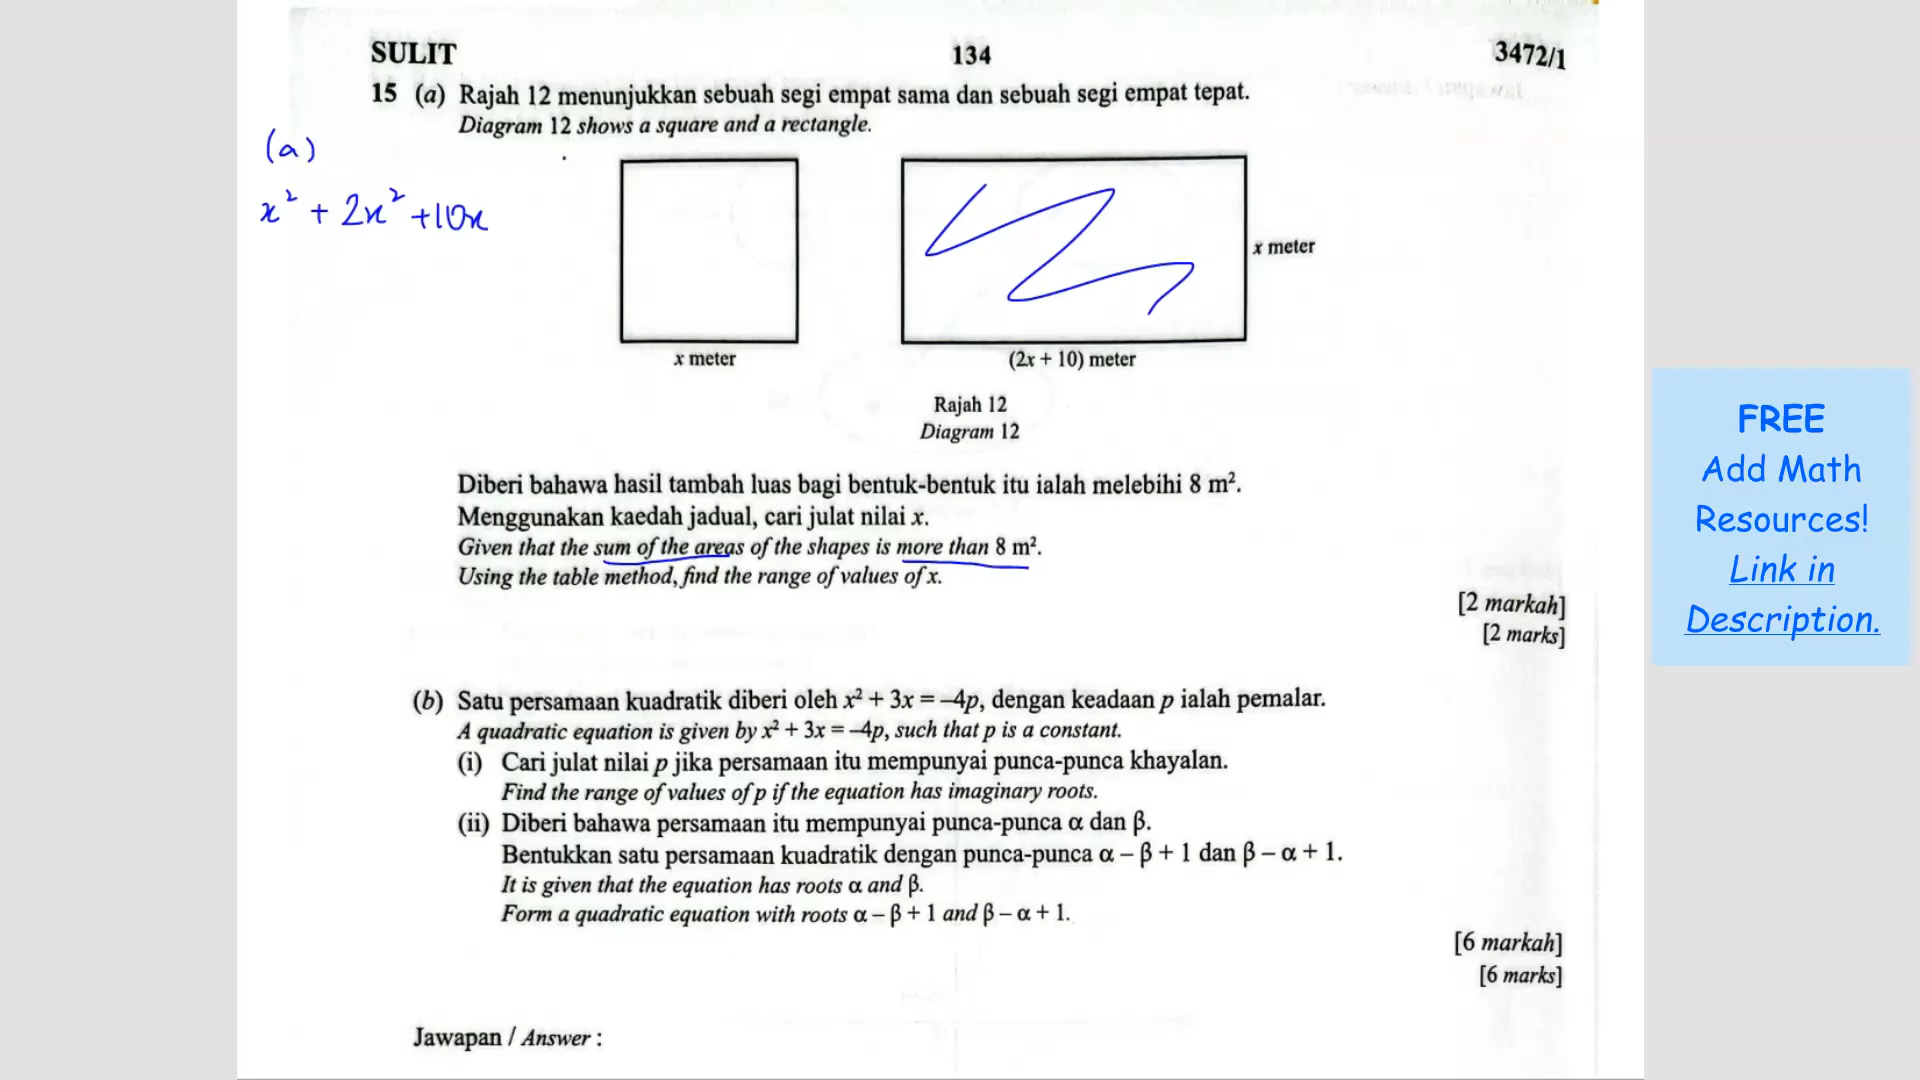 SULIT 134 3472/1
15 (a) Rajah 12 menunjukkan sebuah segi empat sama dan sebuah segi empat tepat.
Diagram 12 shows a square and a rectangle.
(a)
x² + 2x² + 10x
x meter
x meter
(2x + 10) meter
Rajah 12
Diagram 12
Diberi bahawa hasil tambah luas bagi bentuk-bentuk itu ialah melebihi 8 m².
Menggunakan kaedah jadual, cari julat nilai x.
Given that the sum of the areas of the shapes is more than 8 m².
Using the table method, find the range of values of x.
[2 markah]
[2 marks]
(b) Satu persamaan kuadratik diberi oleh x² + 3x = –4p, dengan keadaan p ialah pemalar.
A quadratic equation is given by x² + 3x = –4p, such that p is a constant.
(i) Cari julat nilai p jika persamaan itu mempunyai punca-punca khayalan.
Find the range of values of p if the equation has imaginary roots.
(ii) Diberi bahawa persamaan itu mempunyai punca-punca α dan β.
Bentukkan satu persamaan kuadratik dengan punca-punca α – β + 1 dan β – α + 1.
It is given that the equation has roots α and β.
Form a quadratic equation with roots α – β + 1 and β – α + 1.
[6 markah]
[6 marks]
Jawapan / Answer :
FREE
Add Math
Resources!
Link in
Description.